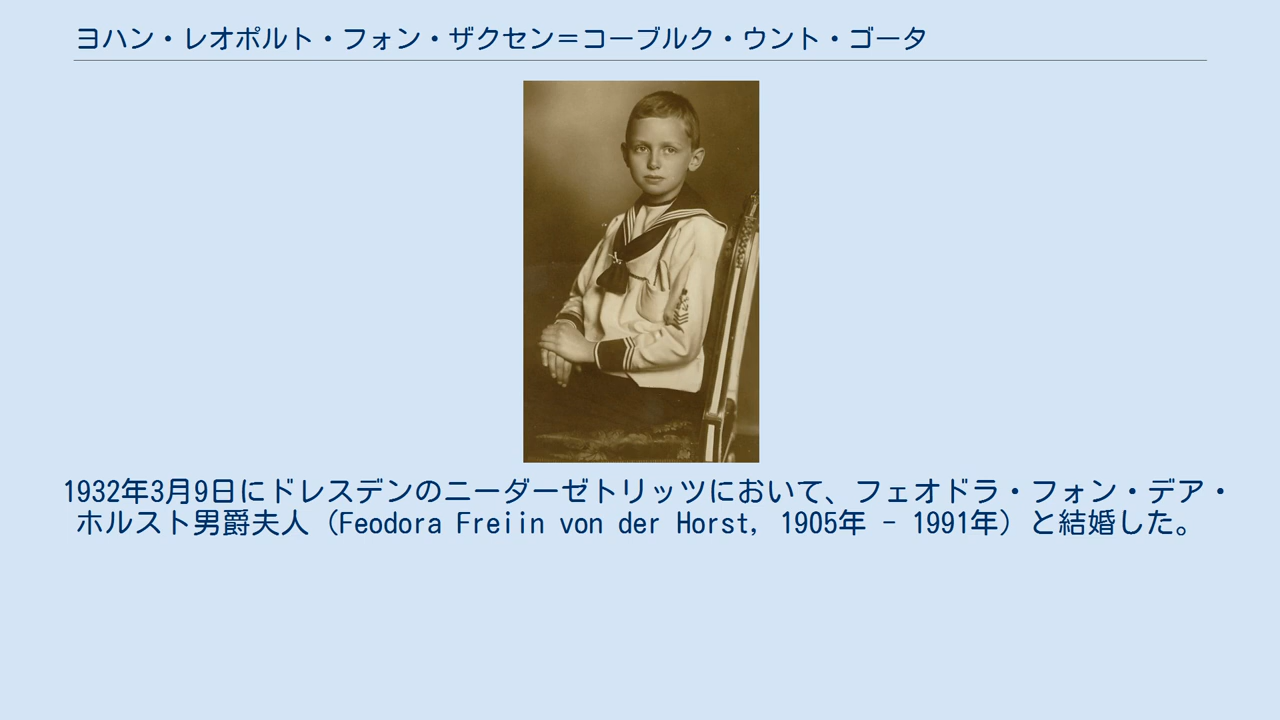 ヨハン・レオポルト・フォン・ザクセン＝コーブルク・ウント・ゴータ
1932年3月9日にドレスデンのニーダーゼトリッツにおいて、フェオドラ・フォン・デア・
ホルスト男爵夫人（Feodora Freiin von der Horst, 1905年 - 1991年）と結婚した。